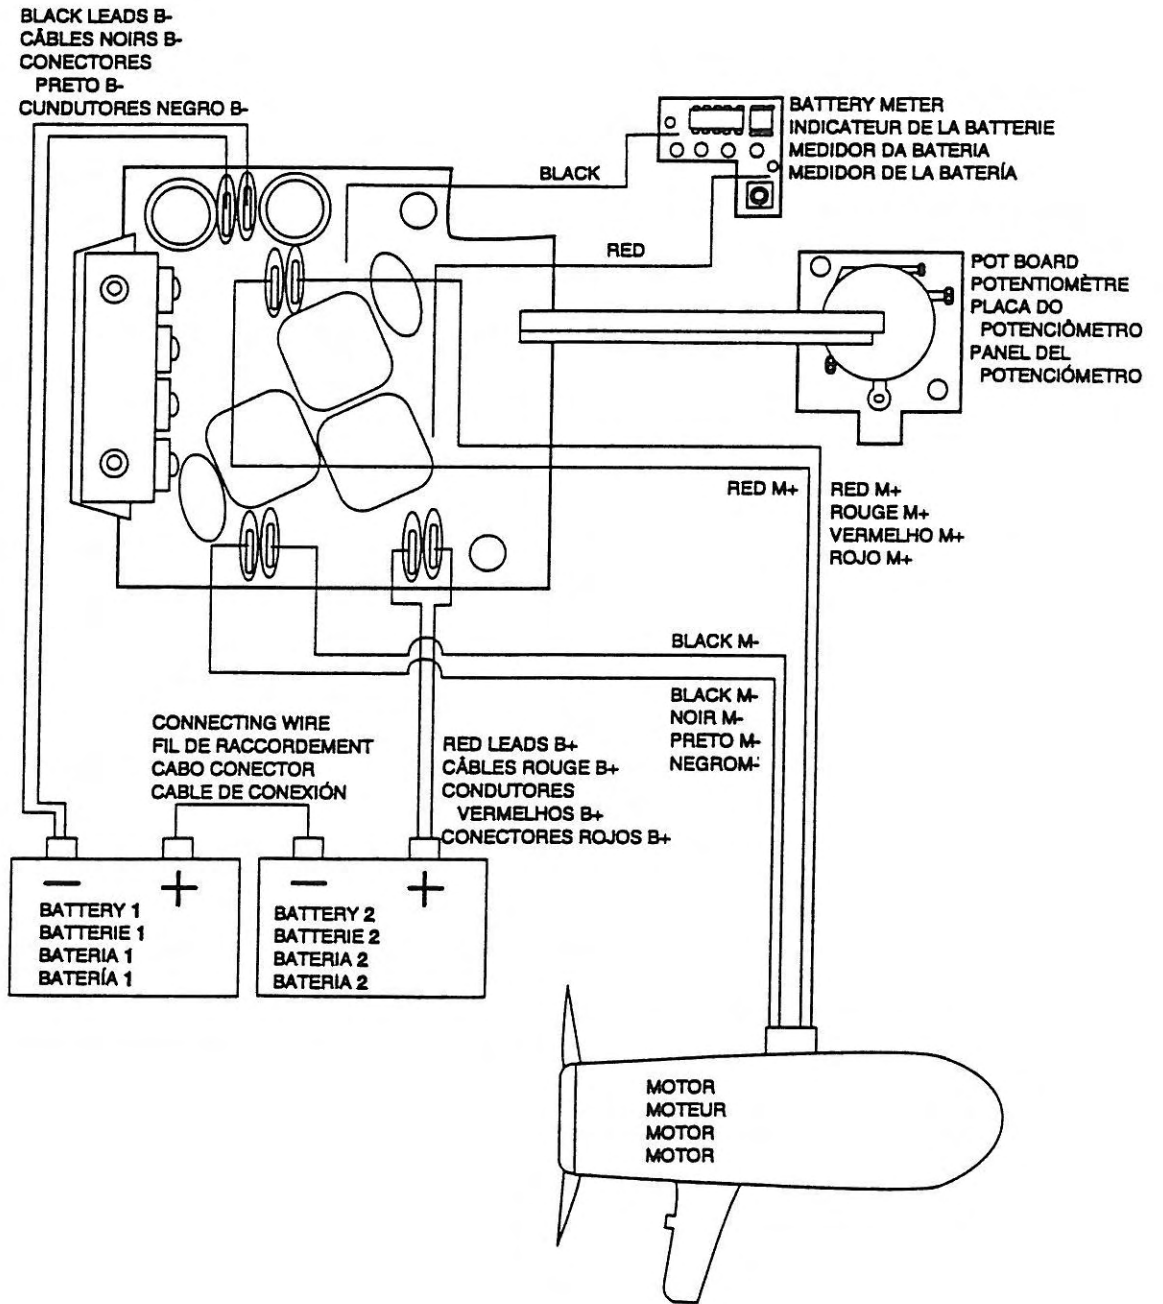 BLACK LEADS B-
CÂBLES NOIRS B-
CONECTORES
PRETO B-
CUNDUTORES NEGRO B-
BATTERY METER
INDICATEUR DE LA BATTERIE
MEDIDOR DA BATERIA
MEDIDOR DE LA BATERÍA
BLACK
RED
POT BOARD
POTENTIOMÈTRE
PLACA DO
POTENCIÔMETRO
PANEL DEL
POTENCIÓMETRO
RED M+
RED M+
ROUGE M+
VERMELHO M+
ROJO M+
BLACK M-
BLACK M-
NOIR M-
PRETO M-
NEGROM-
CONNECTING WIRE
FIL DE RACCORDEMENT
CABO CONECTOR
CABLE DE CONEXIÓN
RED LEADS B+
CÂBLES ROUGE B+
CONDUTORES
VERMELHOS B+
CONECTORES ROJOS B+
− +
BATTERY 1
BATTERIE 1
BATERIA 1
BATERÍA 1
− +
BATTERY 2
BATTERIE 2
BATERIA 2
BATERIA 2
MOTOR
MOTEUR
MOTOR
MOTOR